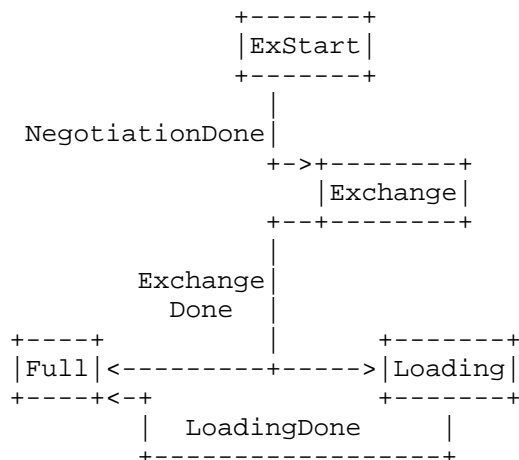 ExStart
NegotiationDone
Exchange
Exchange
Done
Full
Loading
LoadingDone